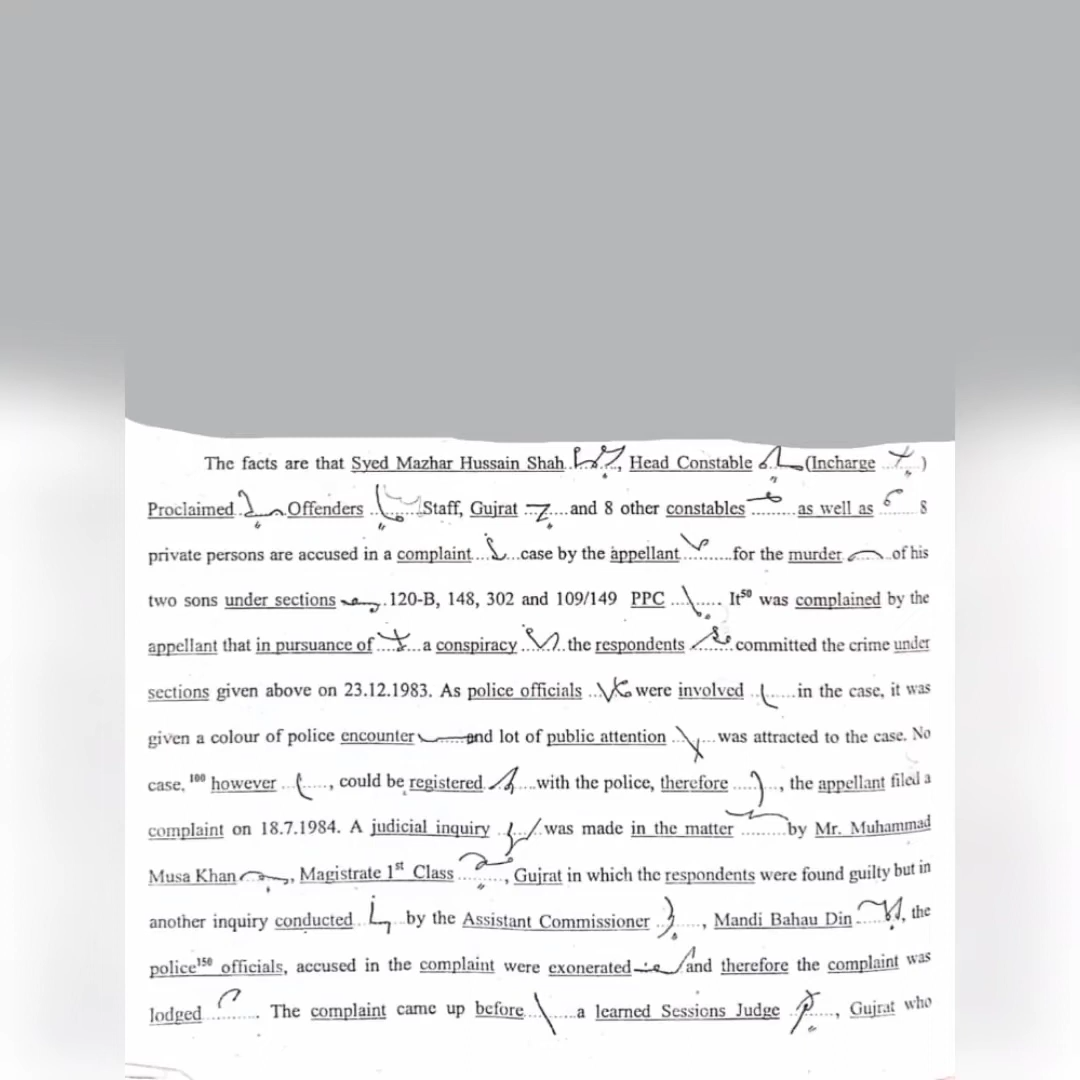 The facts are that Syed Mazhar Hussain Shah......, Head Constable ......(Incharge ......)
Proclaimed ......Offenders ......Staff, Gujrat ......and 8 other constables ......... as well as ...... 8
private persons are accused in a complaint......case by the appellant.........for the murder ......of his
two sons under sections .......120-B, 148, 302 and 109/149 PPC ......... It⁵⁰ was complained by the
appellant that in pursuance of ......a conspiracy ......the respondents .........committed the crime under
sections given above on 23.12.1983. As police officials ......were involved ......in the case, it was
given a colour of police encounter......and lot of public attention ......was attracted to the case. No
case, ¹⁰⁰ however ......, could be registered ......with the police, therefore ......, the appellant filed a
complaint on 18.7.1984. A judicial inquiry ......was made in the matter .........by Mr. Muhammad
Musa Khan ......, Magistrate 1st Class ........., Gujrat in which the respondents were found guilty but in
another inquiry conducted ......by the Assistant Commissioner ......, Mandi Bahau Din ......, the
police¹⁵⁰ officials, accused in the complaint were exonerated ......and therefore the complaint was
lodged .......... The complaint came up before ......a learned Sessions Judge ......, Gujrat who